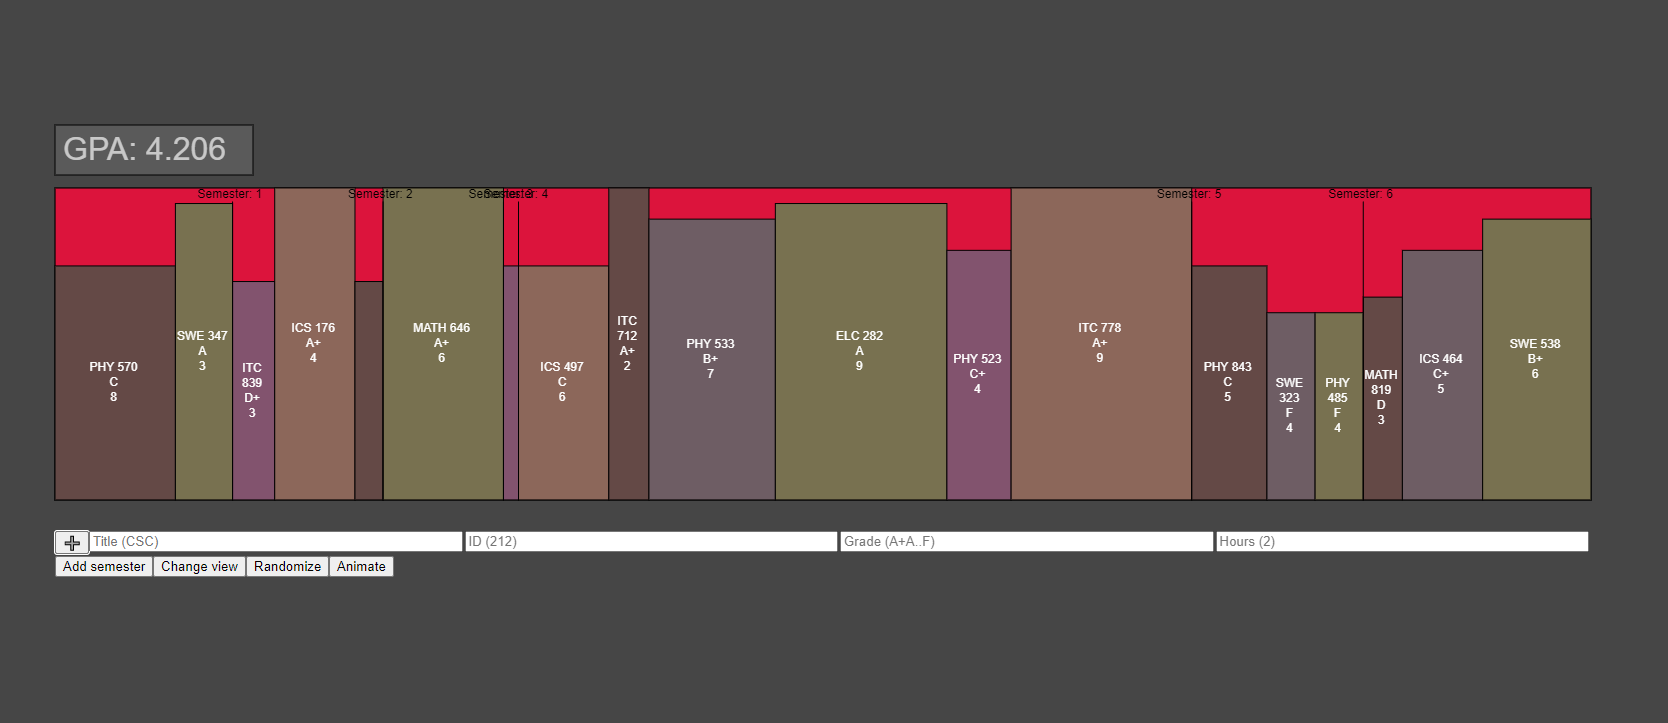 GPA: 4.206
Semester: 1
Semester: 2
Semester: 3
Semester: 4
Semester: 5
Semester: 6
PHY 570
C
8
SWE 347
A
3
ITC
839
D+
3
ICS 176
A+
4
MATH 646
A+
6
ICS 497
C
6
ITC
712
A+
2
PHY 533
B+
7
ELC 282
A
9
PHY 523
C+
4
ITC 778
A+
9
PHY 843
C
5
SWE
323
F
4
PHY
485
F
4
MATH
819
D
3
ICS 464
C+
5
SWE 538
B+
6
Title (CSC)
ID (212)
Grade (A+A..F)
Hours (2)
Add semester
Change view
Randomize
Animate